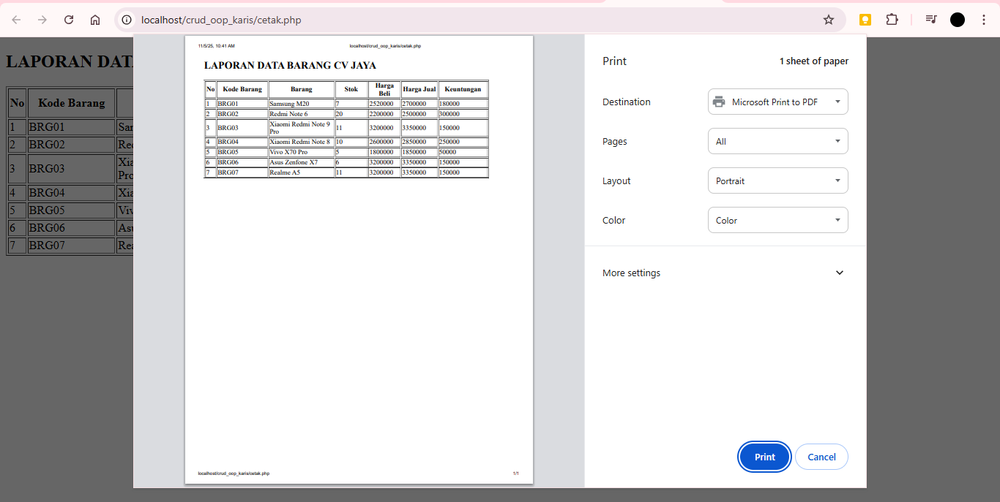 localhost/crud_oop_karis/cetak.php
LAPORAN DAT
No Kode Barang
1 BRG01 Sar
2 BRG02 Re
3 BRG03 Xia
Pro
4 BRG04 Xia
5 BRG05 Viv
6 BRG06 Asu
7 BRG07 Rea
11/5/25, 10:41 AM localhost/crud_oop_karis/cetak.php
LAPORAN DATA BARANG CV JAYA
No Kode Barang Barang Stok Harga Beli Harga Jual Keuntungan
1 BRG01 Samsung M20 7 2520000 2700000 180000
2 BRG02 Redmi Note 6 20 2200000 2500000 300000
3 BRG03 Xiaomi Redmi Note 9 Pro 11 3200000 3350000 150000
4 BRG04 Xiaomi Redmi Note 8 10 2600000 2850000 250000
5 BRG05 Vivo X70 Pro 5 1800000 1850000 50000
6 BRG06 Asus Zenfone X7 6 3200000 3350000 150000
7 BRG07 Realme A5 11 3200000 3350000 150000
localhost/crud_oop_karis/cetak.php 1/1
Print 1 sheet of paper
Destination Microsoft Print to PDF
Pages All
Layout Portrait
Color Color
More settings
Print Cancel